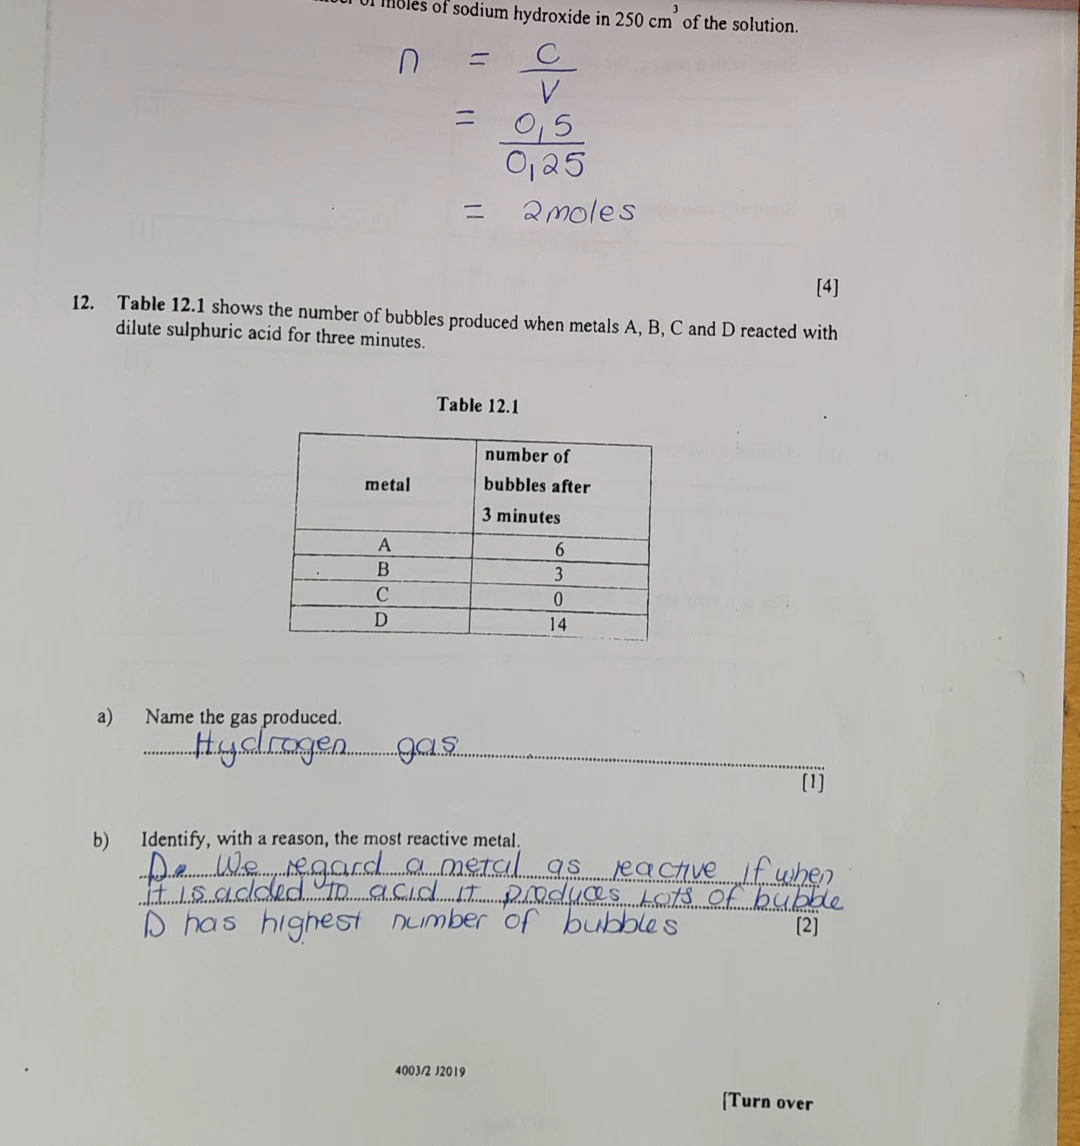 of moles of sodium hydroxide in 250 cm³ of the solution.
n = C
V
= 0,5
0,25
= 2moles
[4]
12. Table 12.1 shows the number of bubbles produced when metals A, B, C and D reacted with
dilute sulphuric acid for three minutes.
Table 12.1
metal number of bubbles after 3 minutes
A 6
B 3
C 0
D 14
a) Name the gas produced.
Hydrogen gas
[1]
b) Identify, with a reason, the most reactive metal.
D. We regard a metal as reactive if when
it is added to acid it produces Lots of bubble
D has highest number of bubbles [2]
4003/2 J2019
[Turn over